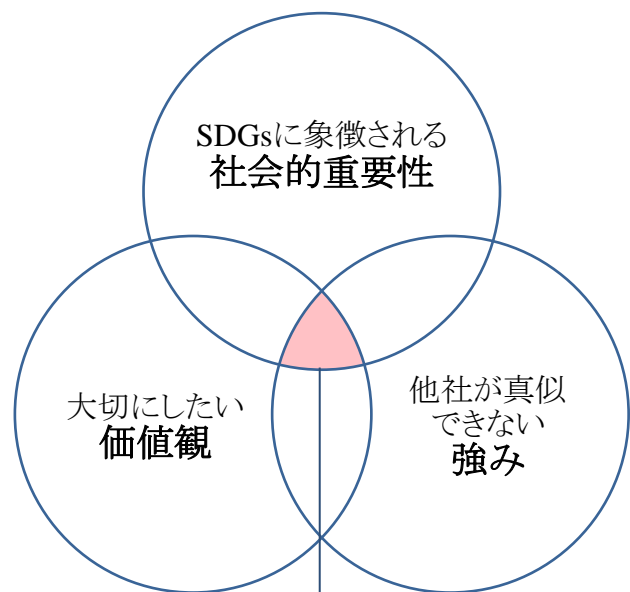 SDGsに象徴される
社会的重要性
大切にしたい
価値観
他社が真似
できない
強み